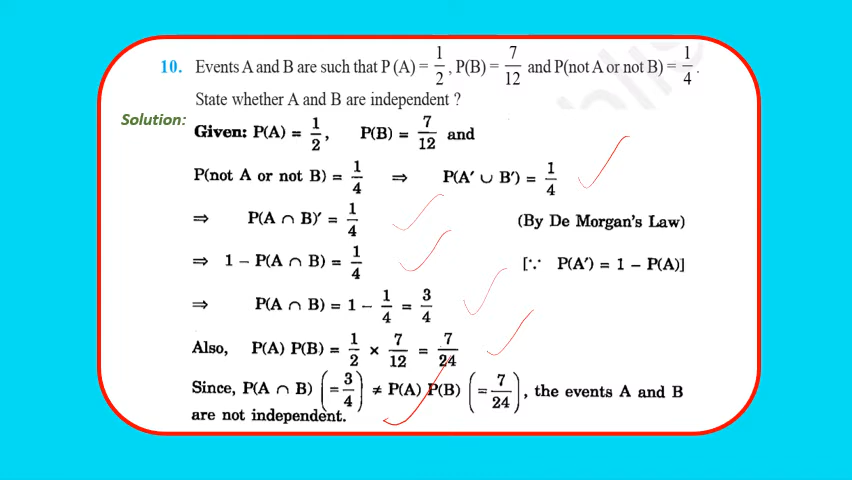 10. Events A and B are such that P (A) = 1/2, P(B) = 7/12 and P(not A or not B) = 1/4.
State whether A and B are independent ?
Solution:
Given: P(A) = 1/2, P(B) = 7/12 and
P(not A or not B) = 1/4 ⇒ P(A′ ∪ B′) = 1/4
⇒ P(A ∩ B)′ = 1/4 (By De Morgan's Law)
⇒ 1 – P(A ∩ B) = 1/4 [∵ P(A′) = 1 – P(A)]
⇒ P(A ∩ B) = 1 – 1/4 = 3/4
Also, P(A) P(B) = 1/2 × 7/12 = 7/24
Since, P(A ∩ B) (= 3/4) ≠ P(A) P(B) (= 7/24), the events A and B
are not independent.